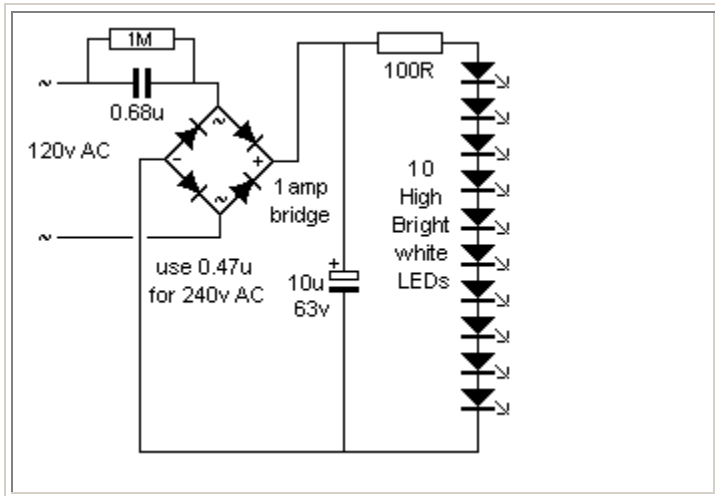 1M
~
0.68u
120v AC
~
~
-
+
~
1 amp
bridge
use 0.47u
for 240v AC
+
10u
63v
100R
10
High
Bright
white
LEDs